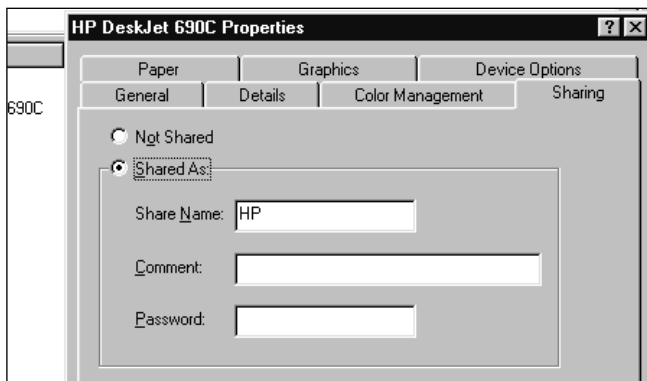 HP DeskJet 690C Properties
? X
Paper Graphics Device Options
General Details Color Management Sharing
690C
Not Shared
Shared As:
Share Name: HP
Comment:
Password: